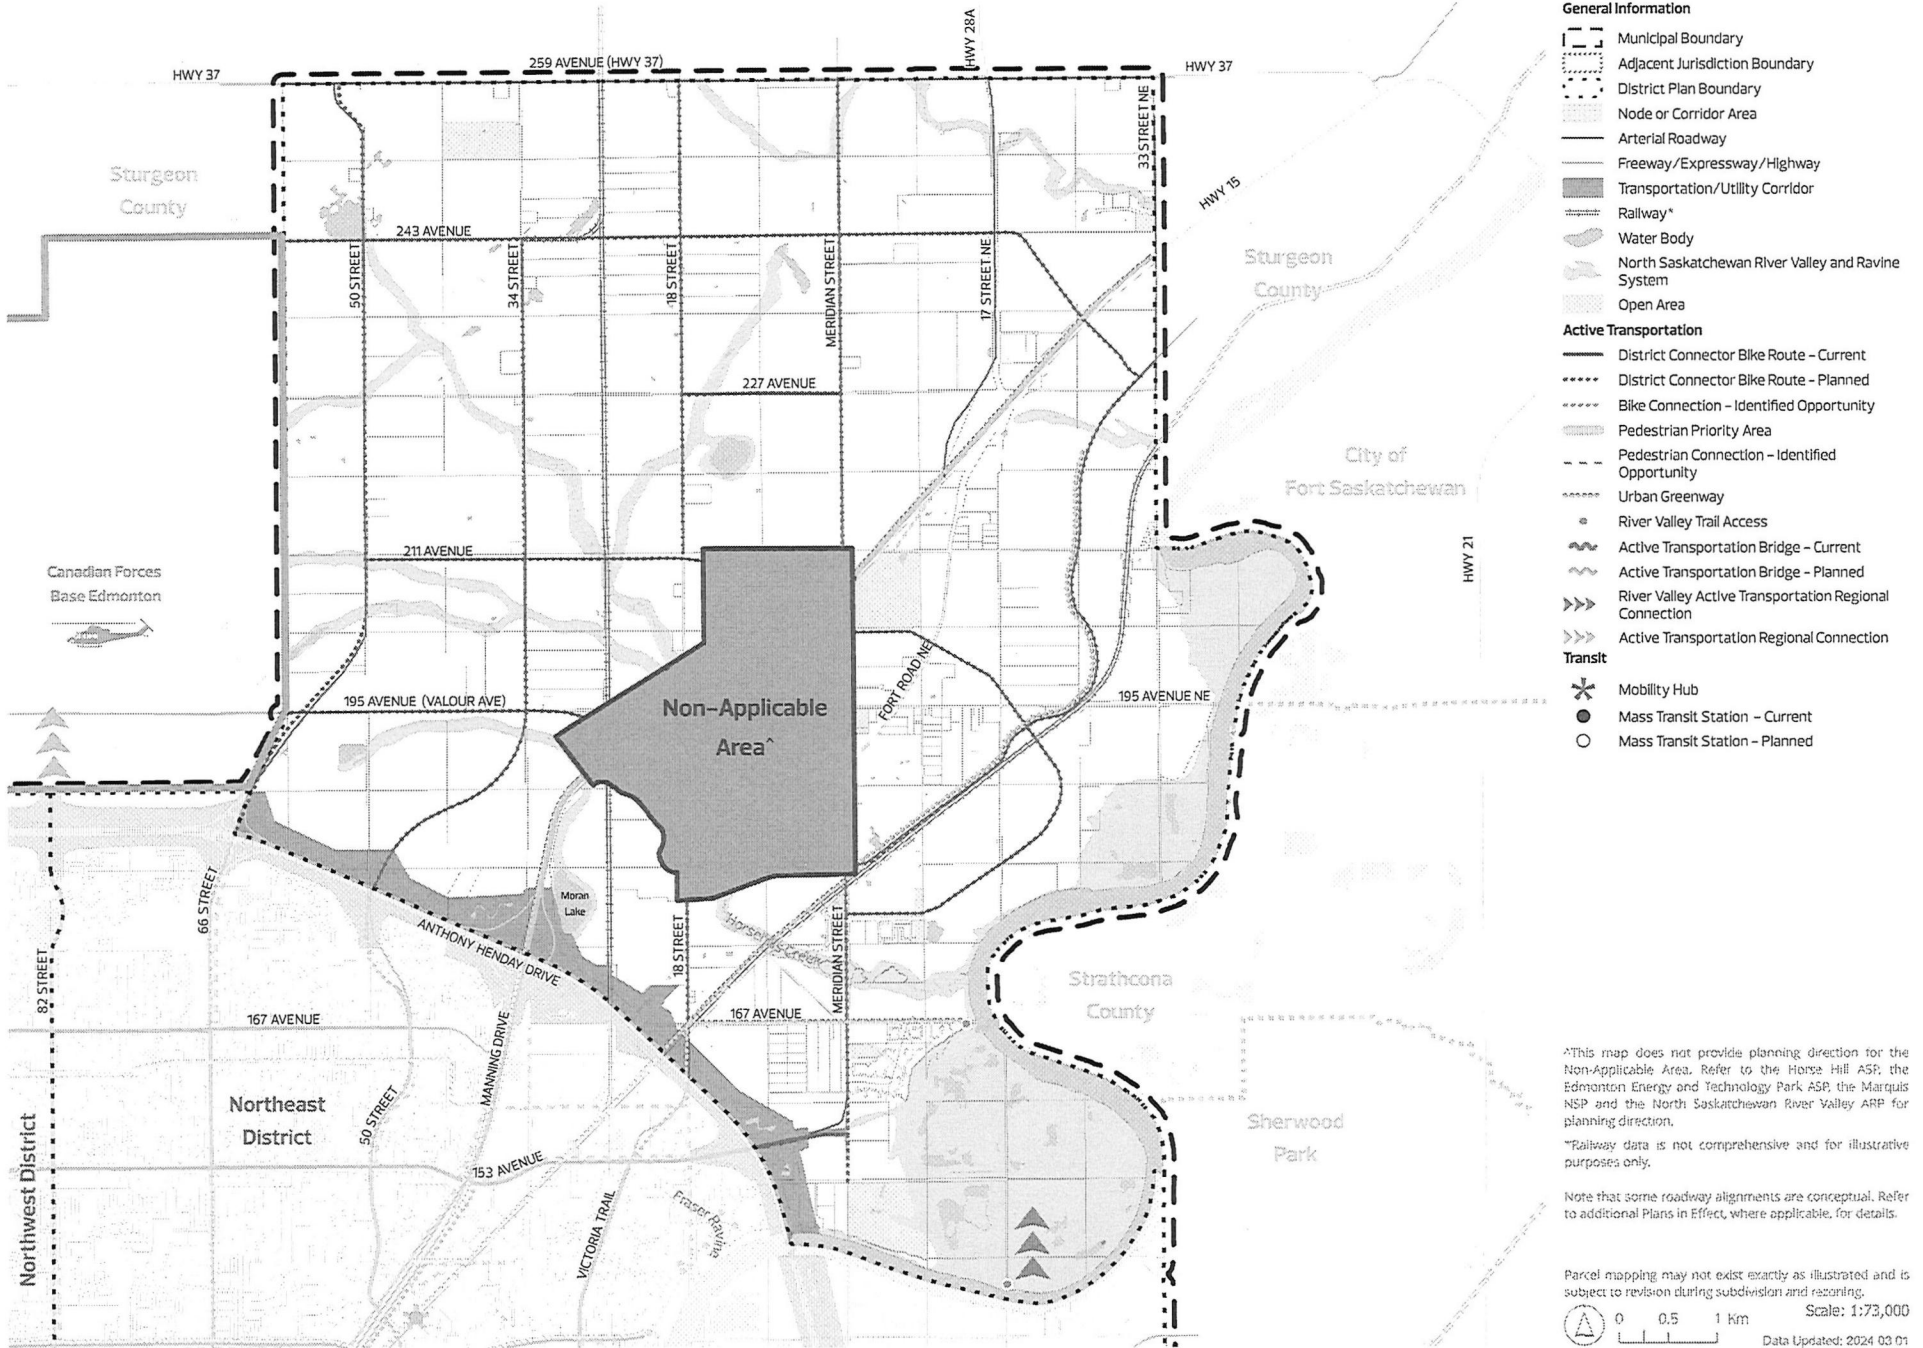 HWY 37
259 AVENUE (HWY 37)
HWY 28A
HWY 37
33 STREET NE
HWY 15
Sturgeon
County
243 AVENUE
50 STREET
34 STREET
18 STREET
MERIDIAN STREET
17 STREET NE
Sturgeon
County
227 AVENUE
City of
Fort Saskatchewan
HWY 21
211 AVENUE
Canadian Forces
Base Edmonton
195 AVENUE (VALOUR AVE)
Non-Applicable
Area^
FORT ROAD NE
195 AVENUE NE
66 STREET
Moran
Lake
ANTHONY HENDAY DRIVE
18 STREET
Horsehills Creek
MERIDIAN STREET
Strathcona
County
82 STREET
167 AVENUE
167 AVENUE
MANNING DRIVE
Northeast
District
50 STREET
Northwest District
153 AVENUE
VICTORIA TRAIL
Fraser Ravine
Sherwood
Park
General Information
Municipal Boundary
Adjacent Jurisdiction Boundary
District Plan Boundary
Node or Corridor Area
Arterial Roadway
Freeway/Expressway/Highway
Transportation/Utility Corridor
Railway*
Water Body
North Saskatchewan River Valley and Ravine
System
Open Area
Active Transportation
District Connector Bike Route – Current
District Connector Bike Route – Planned
Bike Connection – Identified Opportunity
Pedestrian Priority Area
Pedestrian Connection – Identified
Opportunity
Urban Greenway
River Valley Trail Access
Active Transportation Bridge – Current
Active Transportation Bridge – Planned
River Valley Active Transportation Regional
Connection
Active Transportation Regional Connection
Transit
Mobility Hub
Mass Transit Station – Current
Mass Transit Station – Planned
^This map does not provide planning direction for the
Non-Applicable Area. Refer to the Horse Hill ASP, the
Edmonton Energy and Technology Park ASP, the Marquis
NSP and the North Saskatchewan River Valley ARP for
planning direction.
*Railway data is not comprehensive and for illustrative
purposes only.
Note that some roadway alignments are conceptual. Refer
to additional Plans in Effect, where applicable, for details.
Parcel mapping may not exist exactly as illustrated and is
subject to revision during subdivision and rezoning.
Scale: 1:73,000
0 0.5 1 Km
Data Updated: 2024 03 01